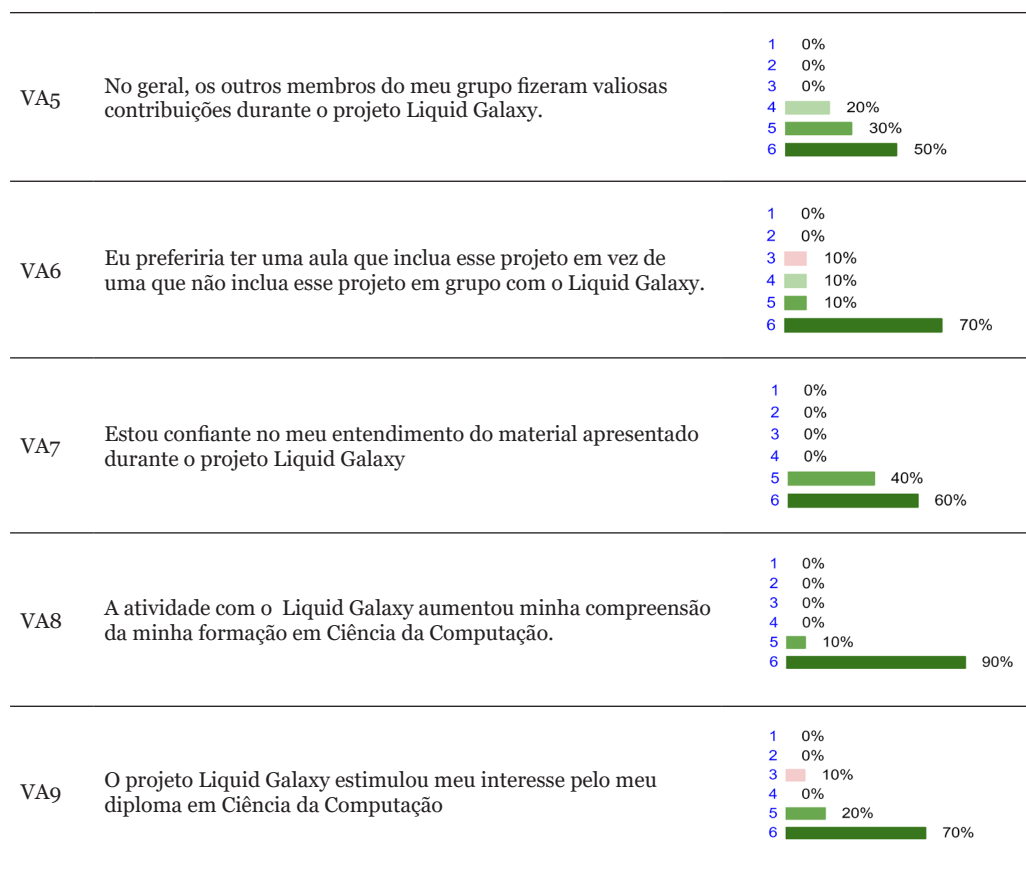 VA5
No geral, os outros membros do meu grupo fizeram valiosas
contribuições durante o projeto Liquid Galaxy.
1 0%
2 0%
3 0%
4 20%
5 30%
6 50%
VA6
Eu preferiria ter uma aula que inclua esse projeto em vez de
uma que não inclua esse projeto em grupo com o Liquid Galaxy.
1 0%
2 0%
3 10%
4 10%
5 10%
6 70%
VA7
Estou confiante no meu entendimento do material apresentado
durante o projeto Liquid Galaxy
1 0%
2 0%
3 0%
4 0%
5 40%
6 60%
VA8
A atividade com o Liquid Galaxy aumentou minha compreensão
da minha formação em Ciência da Computação.
1 0%
2 0%
3 0%
4 0%
5 10%
6 90%
VA9
O projeto Liquid Galaxy estimulou meu interesse pelo meu
diploma em Ciência da Computação
1 0%
2 0%
3 10%
4 0%
5 20%
6 70%